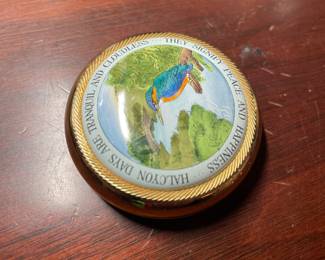 HALCYON DAYS ARE TRANQUIL AND CLOUDLESS THEY SIGNIFY PEACE AND HAPPINESS